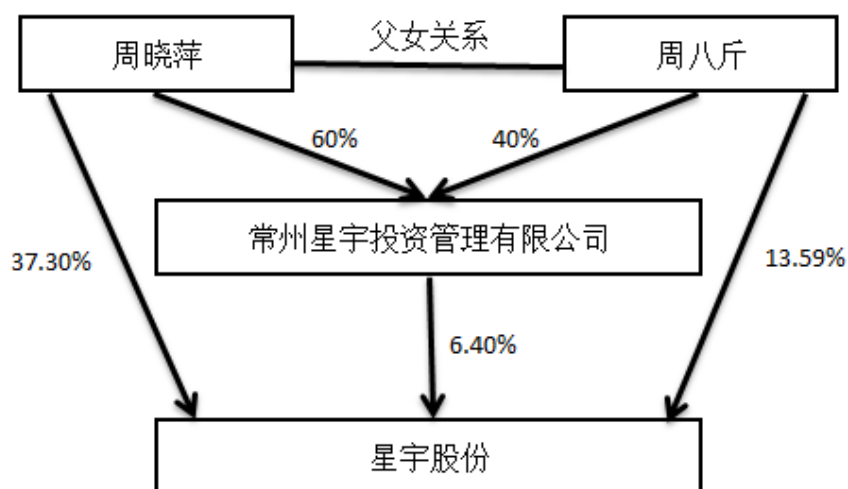 父女关系
周晓萍
周八斤
60%
40%
常州星宇投资管理有限公司
37.30%
13.59%
6.40%
星宇股份